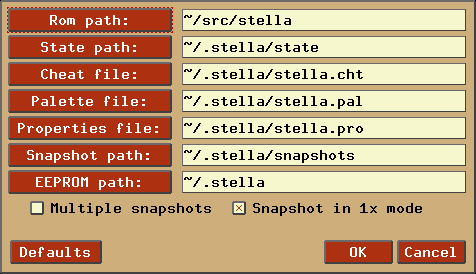 Rom path: ~/src/stella
State path: ~/.stella/state
Cheat file: ~/.stella/stella.cht
Palette file: ~/.stella/stella.pal
Properties file: ~/.stella/stella.pro
Snapshot path: ~/.stella/snapshots
EEPROM path: ~/.stella
Multiple snapshots Snapshot in 1x mode
Defaults OK Cancel